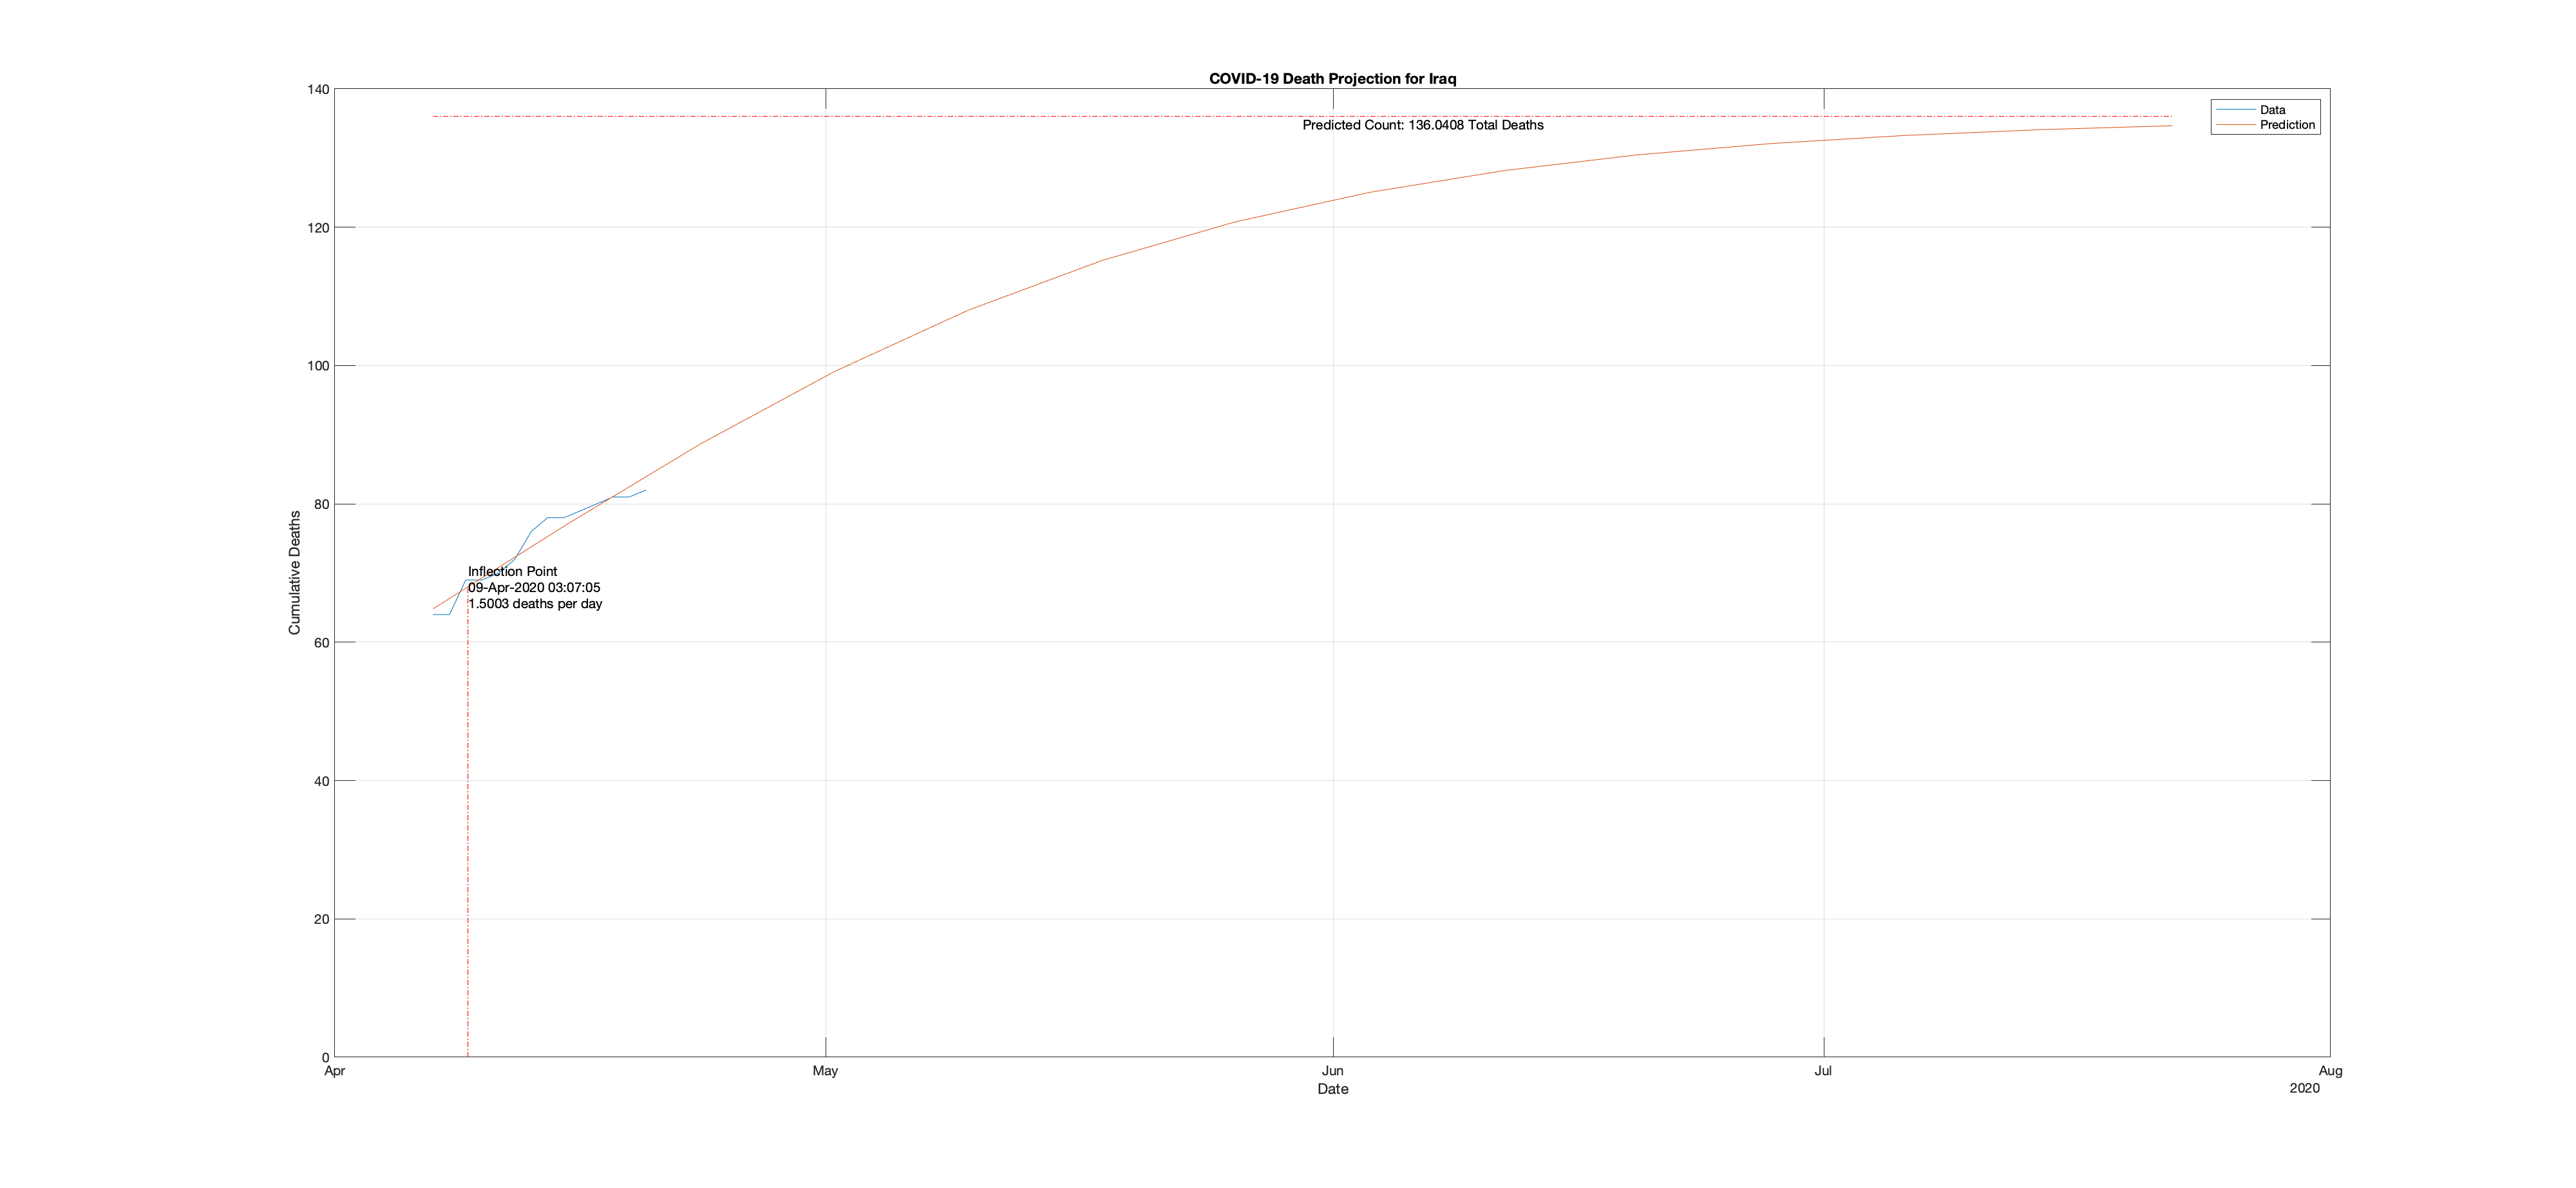 COVID-19 Death Projection for Iraq
140
120
100
80
60
40
20
0
Cumulative Deaths
Predicted Count: 136.0408 Total Deaths
Data
Prediction
Inflection Point
09-Apr-2020 03:07:05
1.5003 deaths per day
Apr
May
Jun
Jul
Aug
Date
2020